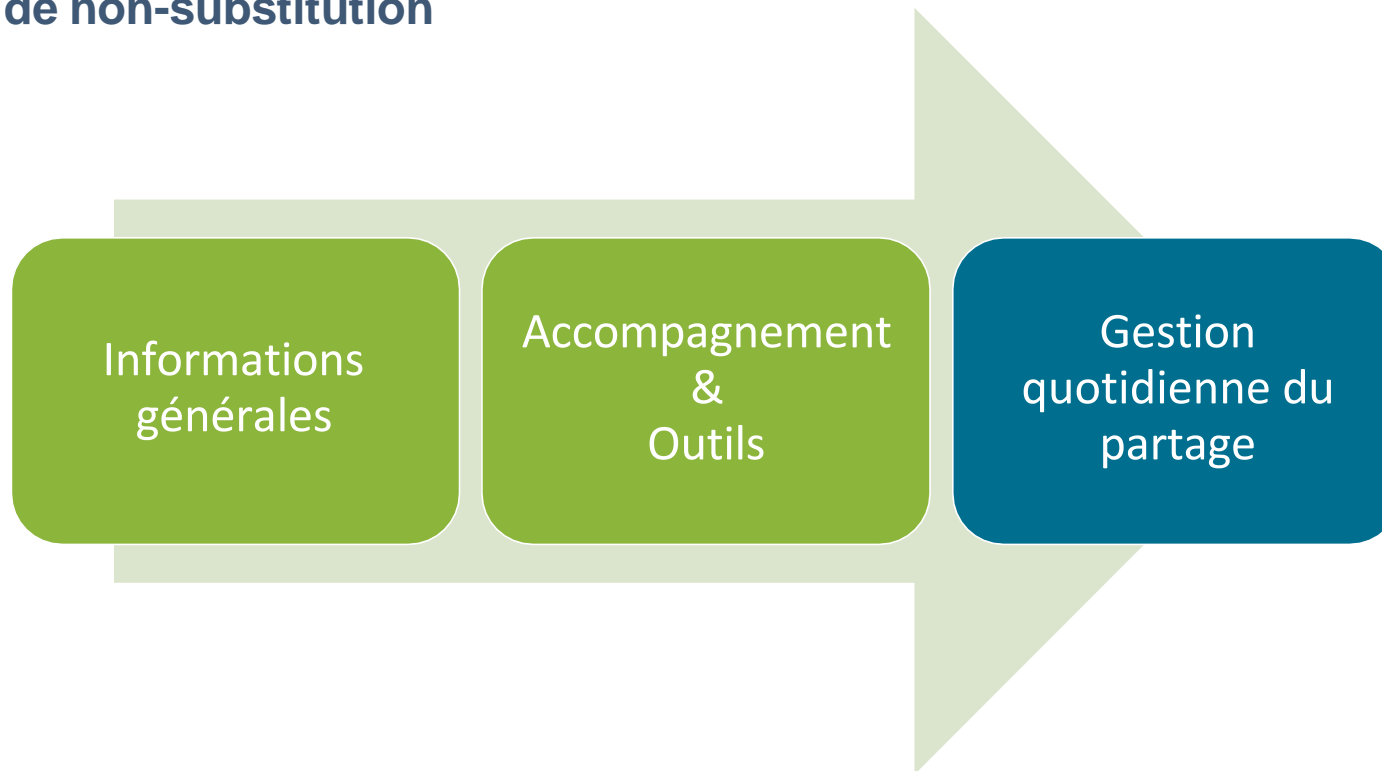 de non-substitution
Informations
générales
Accompagnement
&
Outils
Gestion
quotidienne du
partage